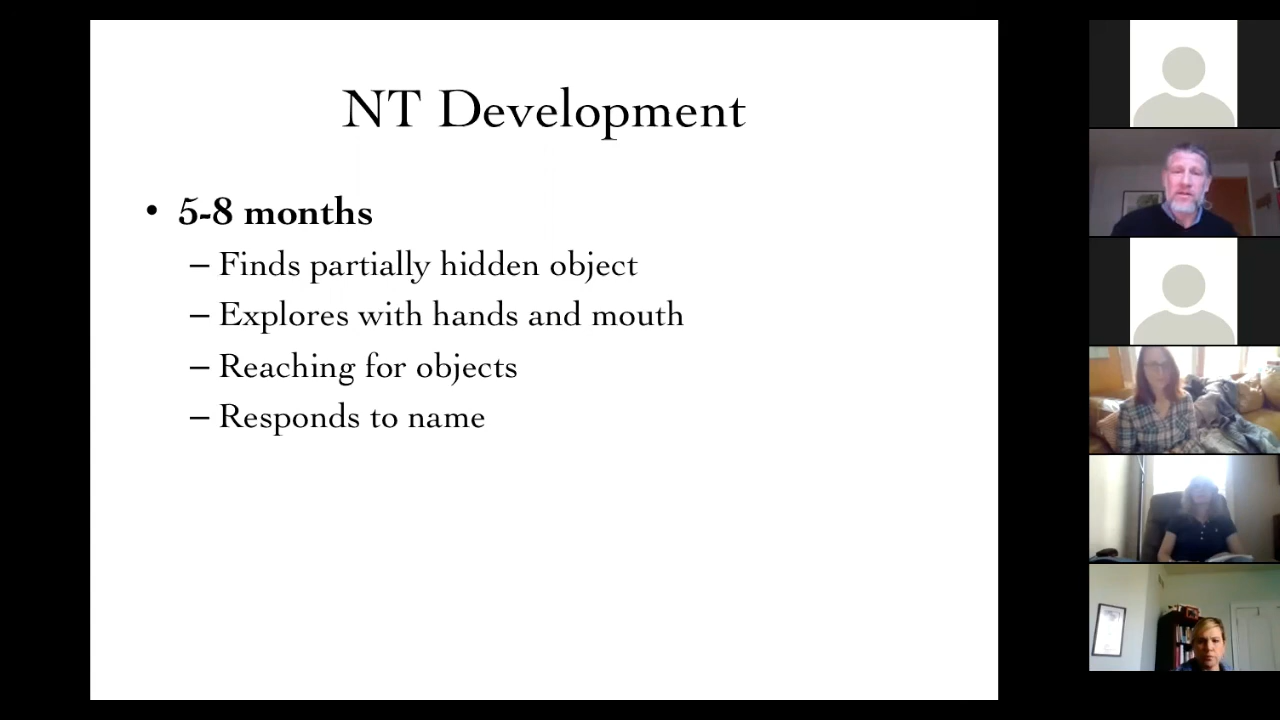 NT Development
• 5-8 months
– Finds partially hidden object
– Explores with hands and mouth
– Reaching for objects
– Responds to name